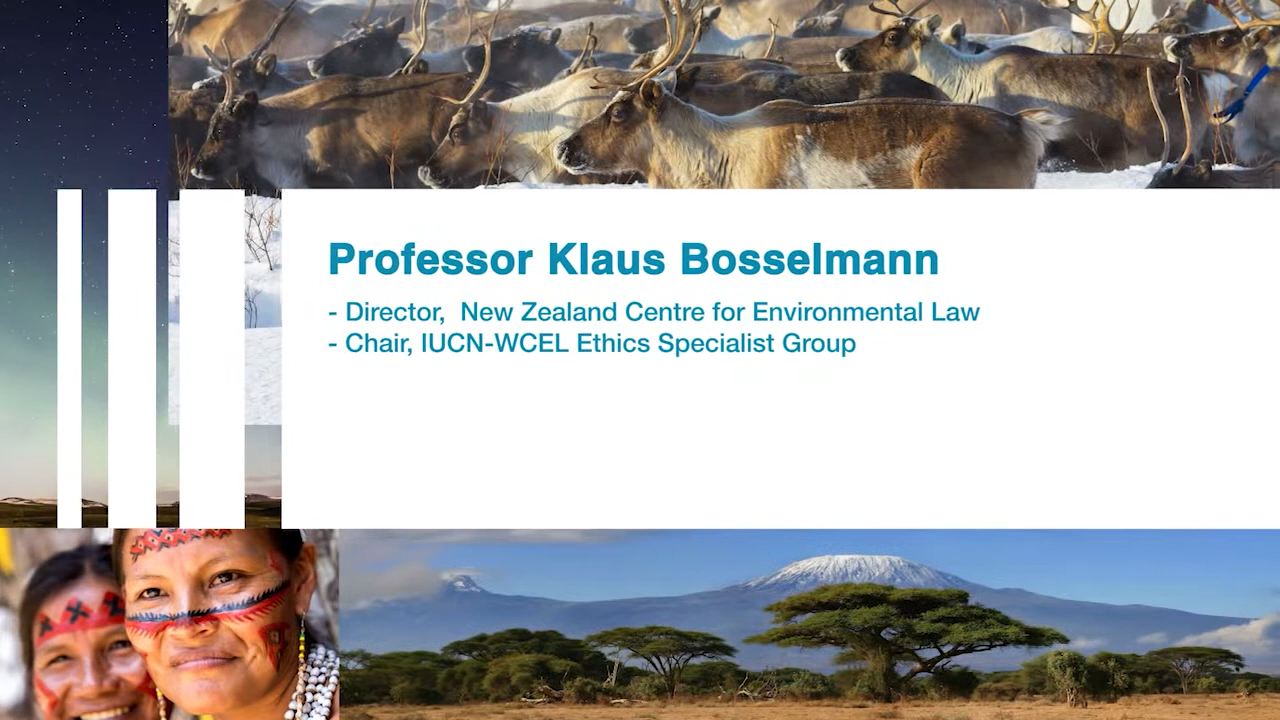 Professor Klaus Bosselmann
- Director,  New Zealand Centre for Environmental Law
- Chair, IUCN-WCEL Ethics Specialist Group